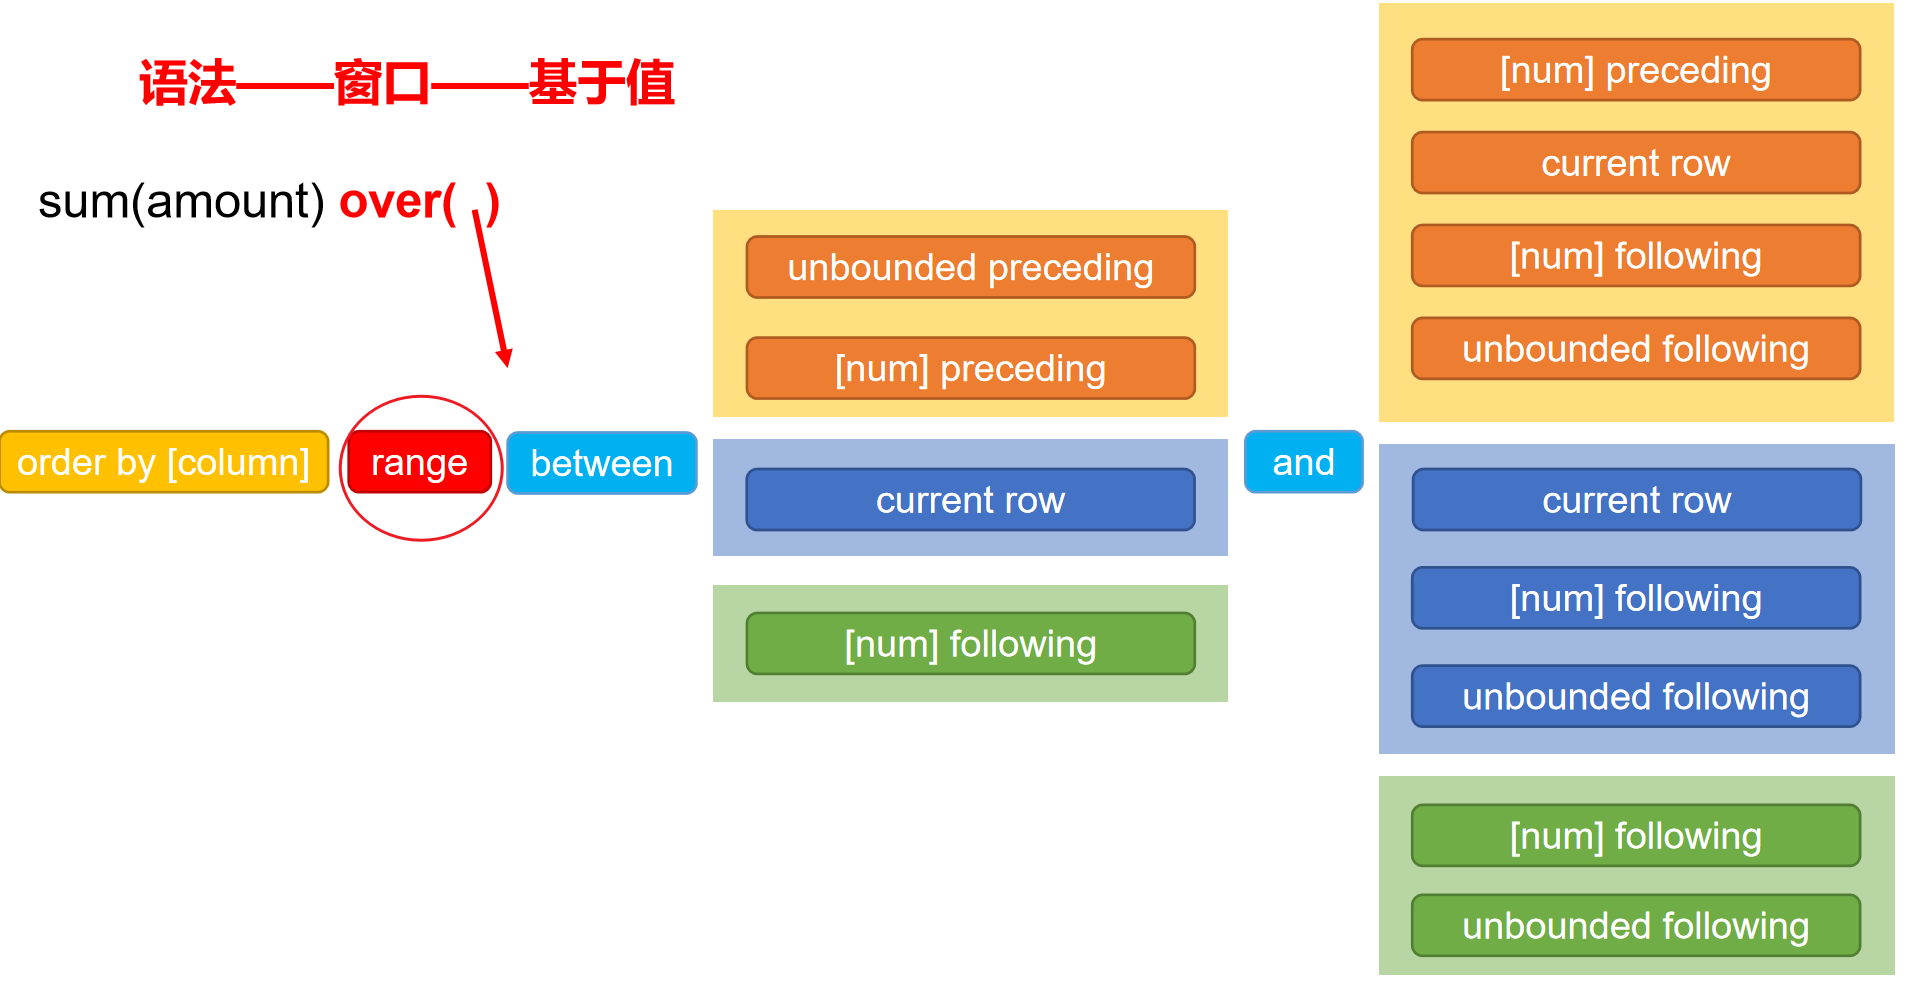 语法——窗口——基于值
sum(amount) over( )
order by [column]
range
between
unbounded preceding
[num] preceding
current row
[num] following
and
[num] preceding
current row
[num] following
unbounded following
current row
[num] following
unbounded following
[num] following
unbounded following